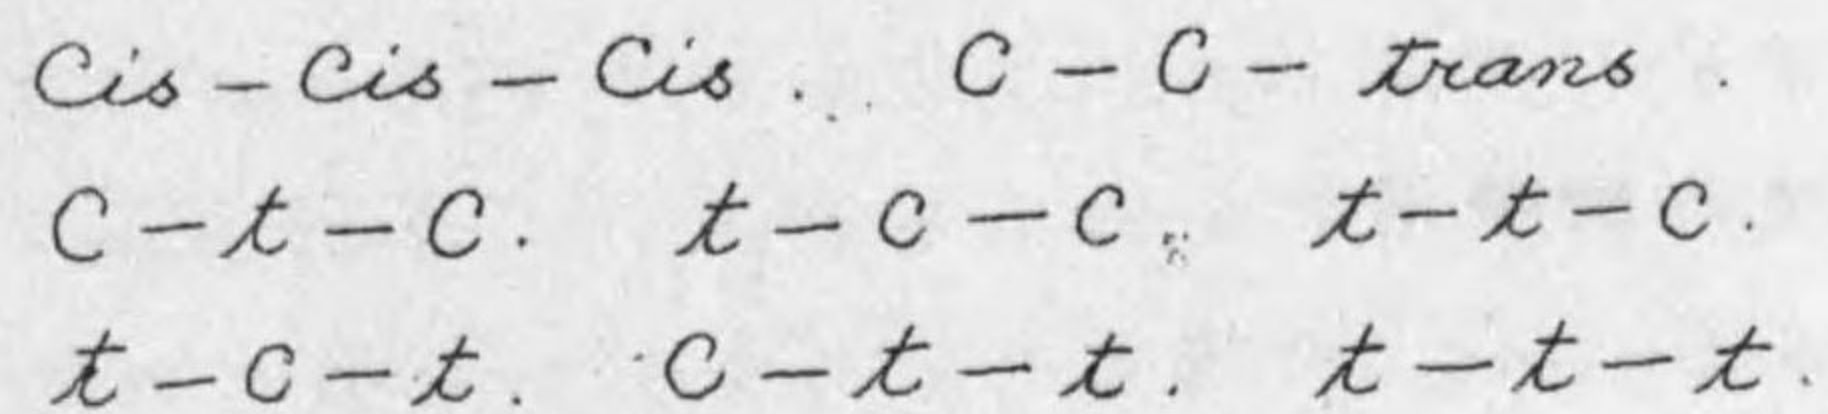 Cis - Cis - Cis. C - C - trans.
C - t - C. t - C - C. t - t - C.
t - C - t. C - t - t. t - t - t.